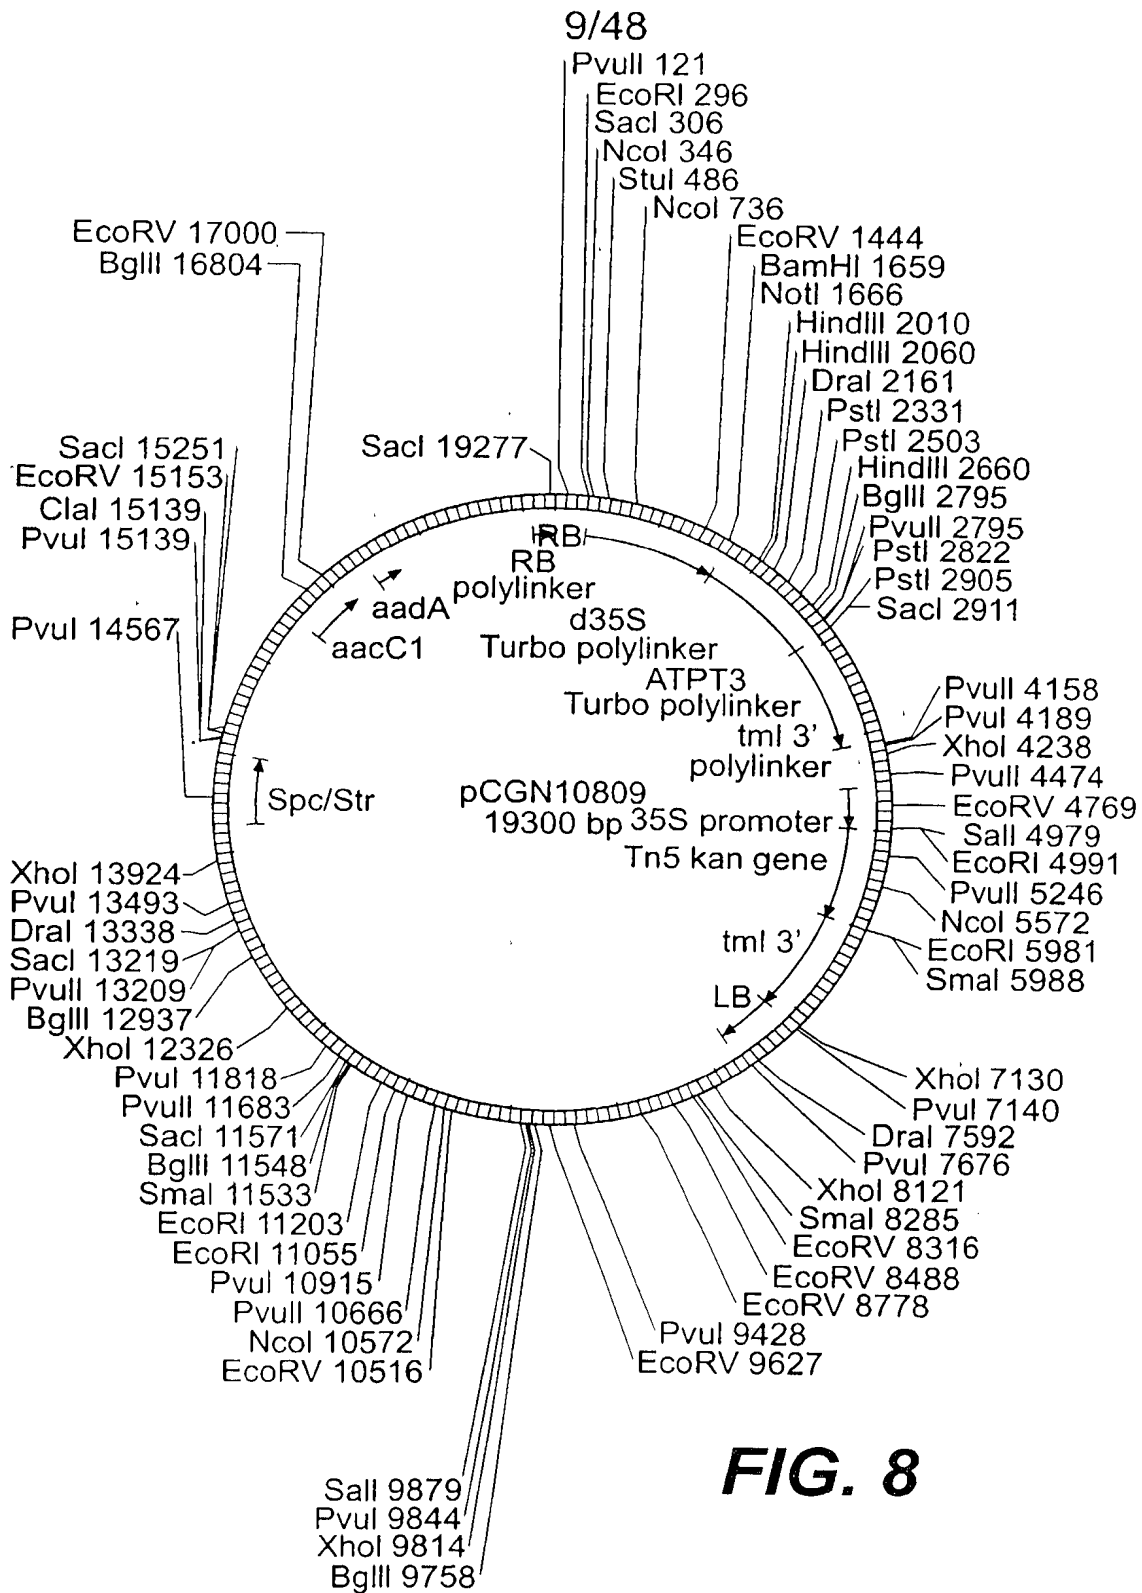 9/48
PvuII 121
EcoRI 296
SacI 306
NcoI 346
StuI 486
NcoI 736
EcoRV 1444
BamHI 1659
NotI 1666
HindIII 2010
HindIII 2060
DraI 2161
PstI 2331
PstI 2503
HindIII 2660
BglII 2795
PvuII 2795
PstI 2822
PstI 2905
SacI 2911
PvuII 4158
PvuI 4189
XhoI 4238
PvuII 4474
EcoRV 4769
SalI 4979
EcoRI 4991
PvuII 5246
NcoI 5572
EcoRI 5981
SmaI 5988
XhoI 7130
PvuI 7140
DraI 7592
PvuI 7676
XhoI 8121
SmaI 8285
EcoRV 8316
EcoRV 8488
EcoRV 8778
PvuI 9428
EcoRV 9627
EcoRV 17000
BglII 16804
SacI 19277
SacI 15251
EcoRV 15153
ClaI 15139
PvuI 15139
PvuI 14567
XhoI 13924
PvuI 13493
DraI 13338
SacI 13219
PvuII 13209
BglII 12937
XhoI 12326
PvuI 11818
PvuII 11683
SacI 11571
BglII 11548
SmaI 11533
EcoRI 11203
EcoRI 11055
PvuI 10915
PvuII 10666
NcoI 10572
EcoRV 10516
SalI 9879
PvuI 9844
XhoI 9814
BglII 9758
RB
RB
polylinker
d35S
Turbo polylinker
ATPT3
Turbo polylinker
tml 3'
polylinker
35S promoter
Tn5 kan gene
tml 3'
LB
aadA
aacC1
Spc/Str
pCGN10809
19300 bp
FIG. 8